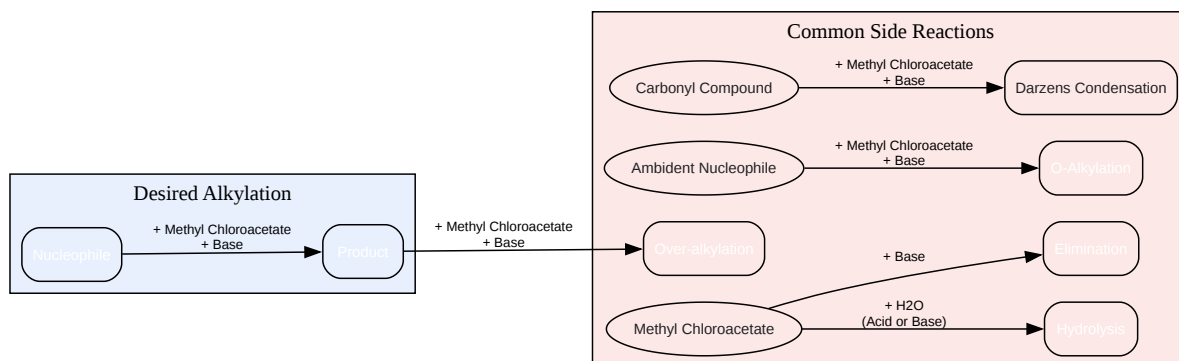 Common Side Reactions
Carbonyl Compound
+ Methyl Chloroacetate
+ Base
Darzens Condensation
Ambident Nucleophile
+ Methyl Chloroacetate
+ Base
O-Alkylation
Desired Alkylation
Nucleophile
+ Methyl Chloroacetate
+ Base
Product
+ Methyl Chloroacetate
+ Base
Over-alkylation
+ Base
Elimination
Methyl Chloroacetate
+ H2O
(Acid or Base)
Hydrolysis